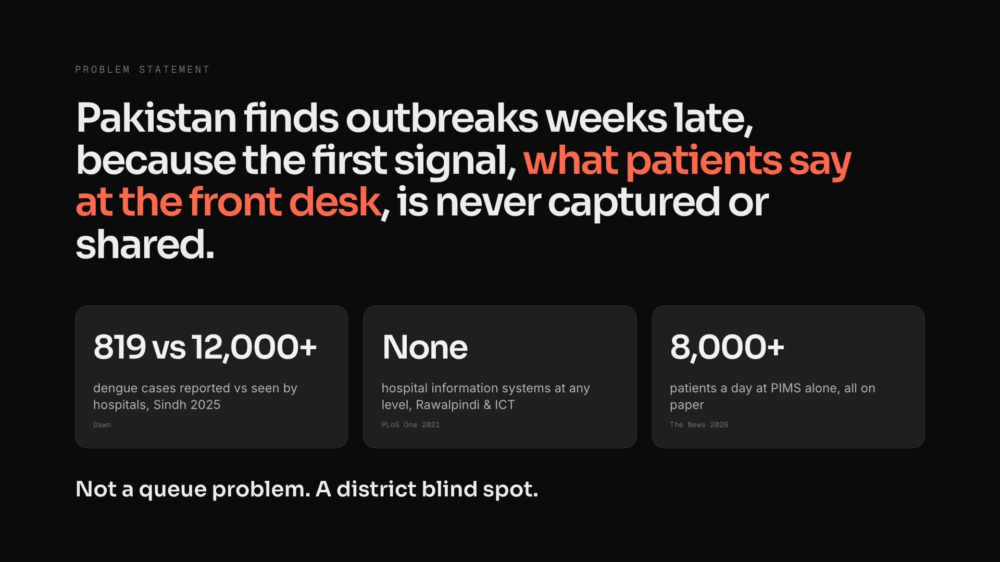 PROBLEM STATEMENT
Pakistan finds outbreaks weeks late,
because the first signal, what patients say
at the front desk, is never captured or
shared.
819 vs 12,000+
dengue cases reported vs seen by
hospitals, Sindh 2025
Dawn
None
hospital information systems at any
level, Rawalpindi & ICT
PLoS One 2021
8,000+
patients a day at PIMS alone, all on
paper
The News 2026
Not a queue problem. A district blind spot.